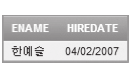 ENAME HIREDATE
한예슬 04/02/2007